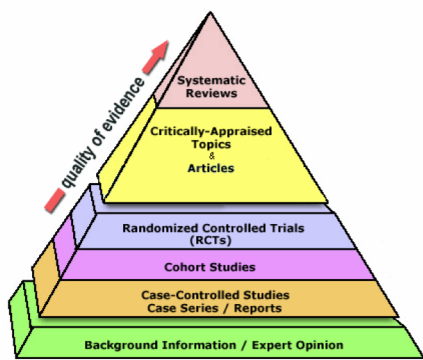 quality of evidence
Systematic
Reviews
Critically-Appraised
Topics
&
Articles
Randomized Controlled Trials
(RCTs)
Cohort Studies
Case-Controlled Studies
Case Series / Reports
Background Information / Expert Opinion